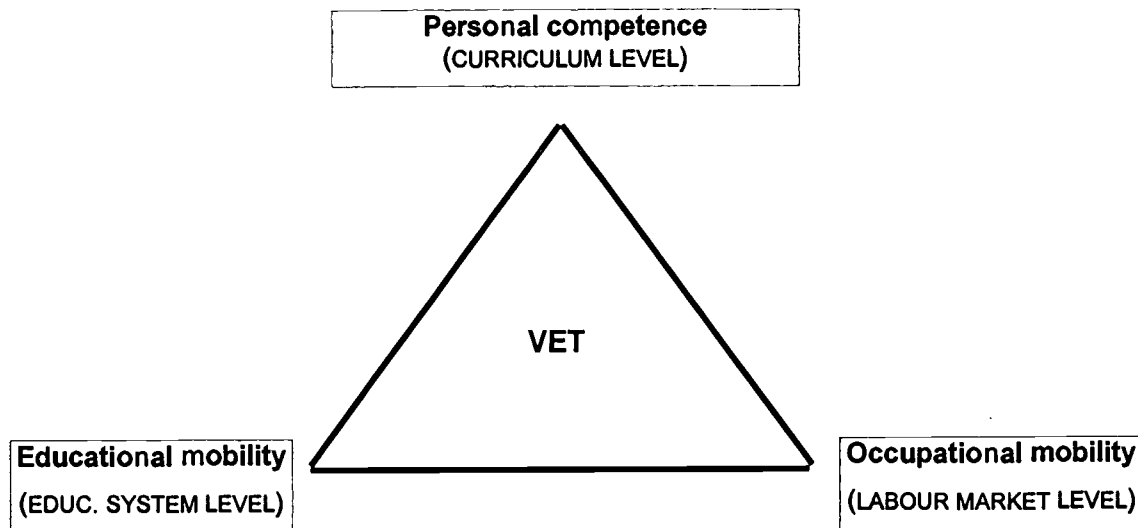 Personal competence
(CURRICULUM LEVEL)
VET
Educational mobility
(EDUC. SYSTEM LEVEL)
Occupational mobility
(LABOUR MARKET LEVEL)